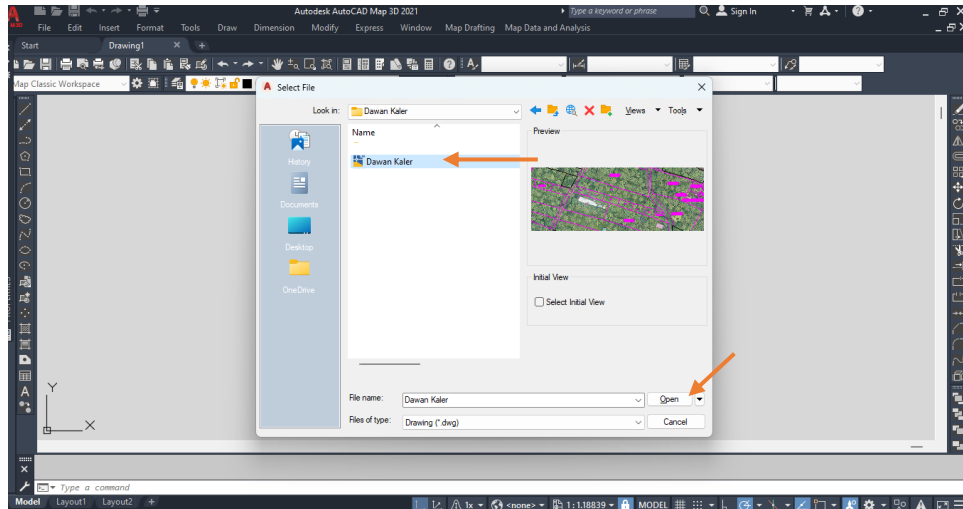 Autodesk AutoCAD Map 3D 2021 Type a keyword or phrase Sign In
File Edit Insert Format Tools Draw Dimension Modify Express Window Map Drafting Map Data and Analysis
Start Drawing1
Map Classic Workspace
Select File
Look in: Dawan Kaler Views Tools
Name
Preview
Dawan Kaler
History
Documents
Desktop
OneDrive
Initial View
Select Initial View
File name: Dawan Kaler Open
Files of type: Drawing (*.dwg) Cancel
Y
X
Type a command
Model Layout1 Layout2 + 1x <none> 1:1.18839 MODEL